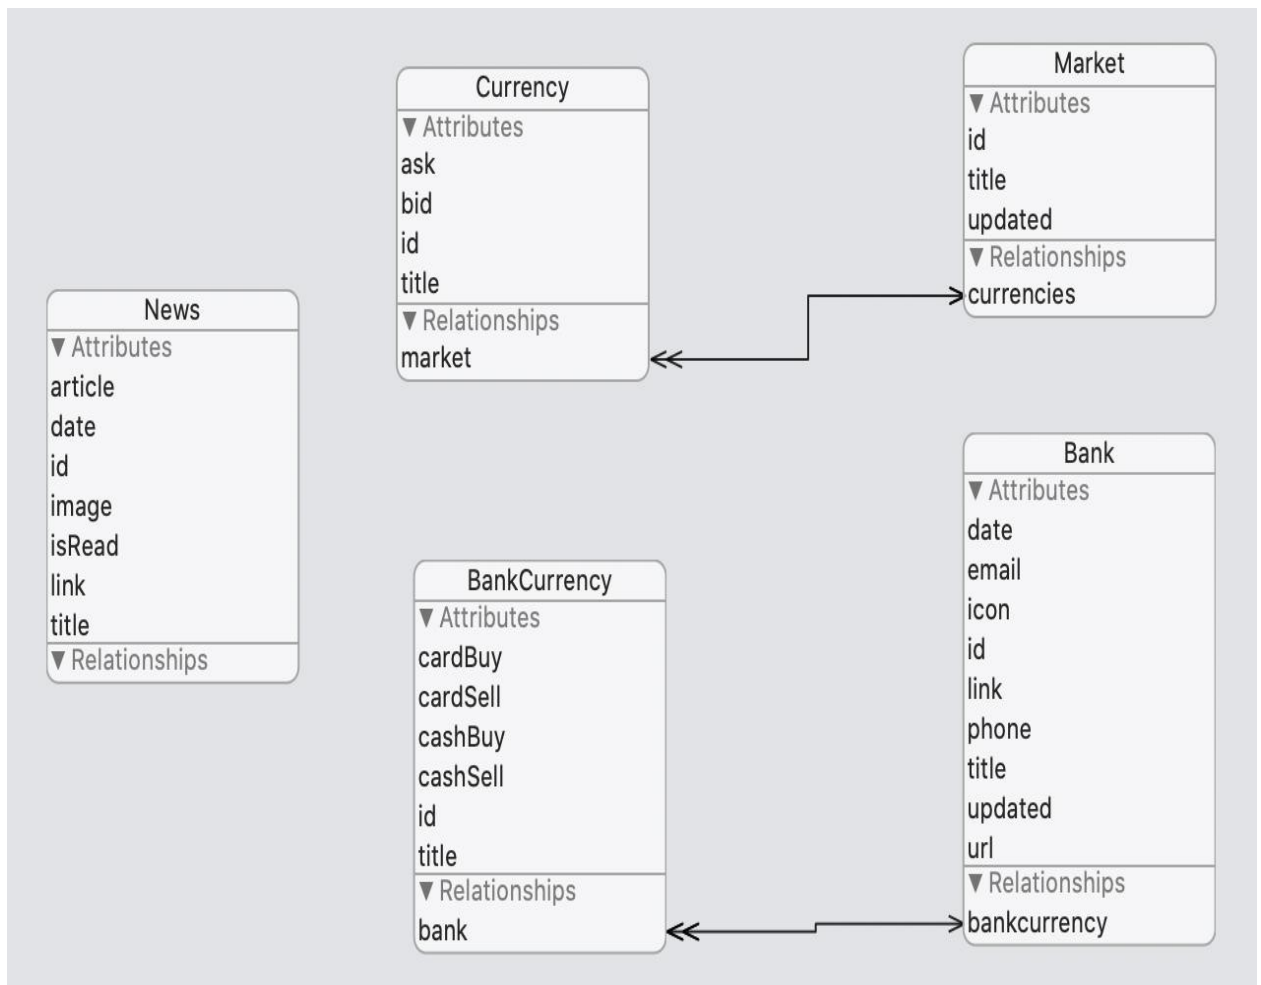 Currency
▼ Attributes
ask
bid
id
title
▼ Relationships
market
Market
▼ Attributes
id
title
updated
▼ Relationships
currencies
News
▼ Attributes
article
date
id
image
isRead
link
title
▼ Relationships
BankCurrency
▼ Attributes
cardBuy
cardSell
cashBuy
cashSell
id
title
▼ Relationships
bank
Bank
▼ Attributes
date
email
icon
id
link
phone
title
updated
url
▼ Relationships
bankcurrency